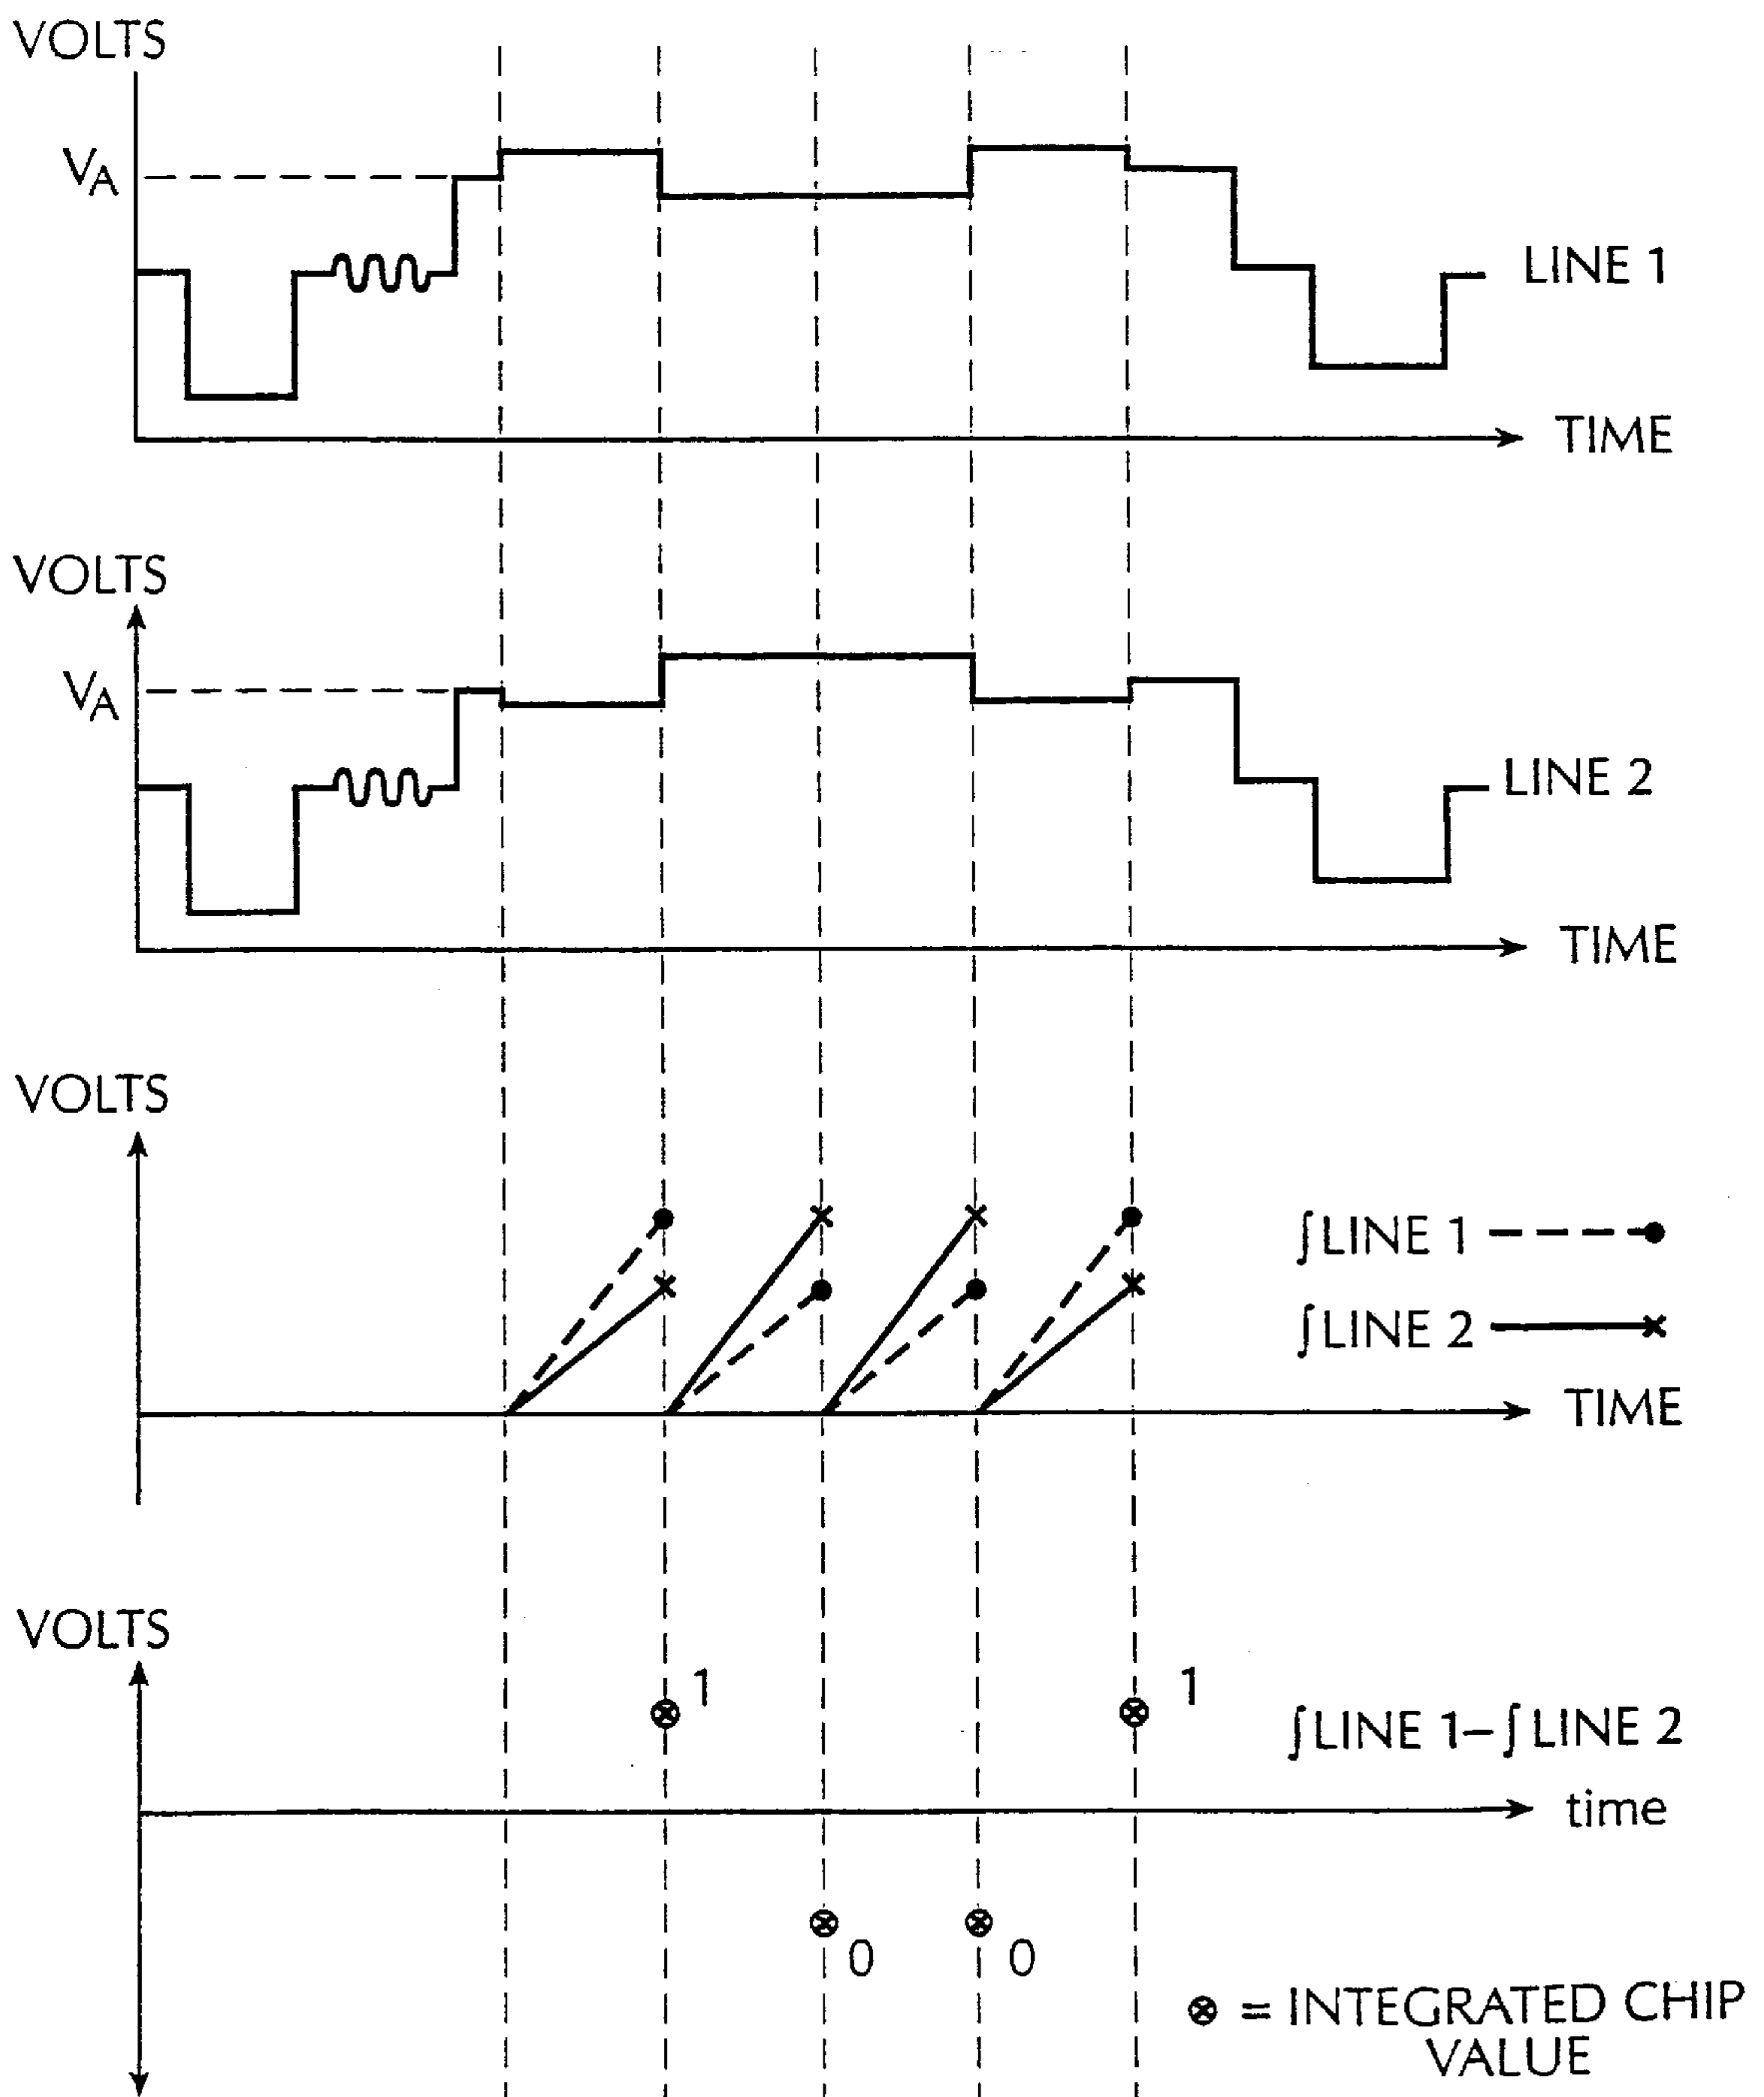 VOLTS
VA
LINE 1
TIME
VOLTS
VA
LINE 2
TIME
VOLTS
∫LINE 1
∫LINE 2
TIME
VOLTS
1
1
∫LINE 1–∫LINE 2
time
0
0
⊗ = INTEGRATED CHIP
VALUE